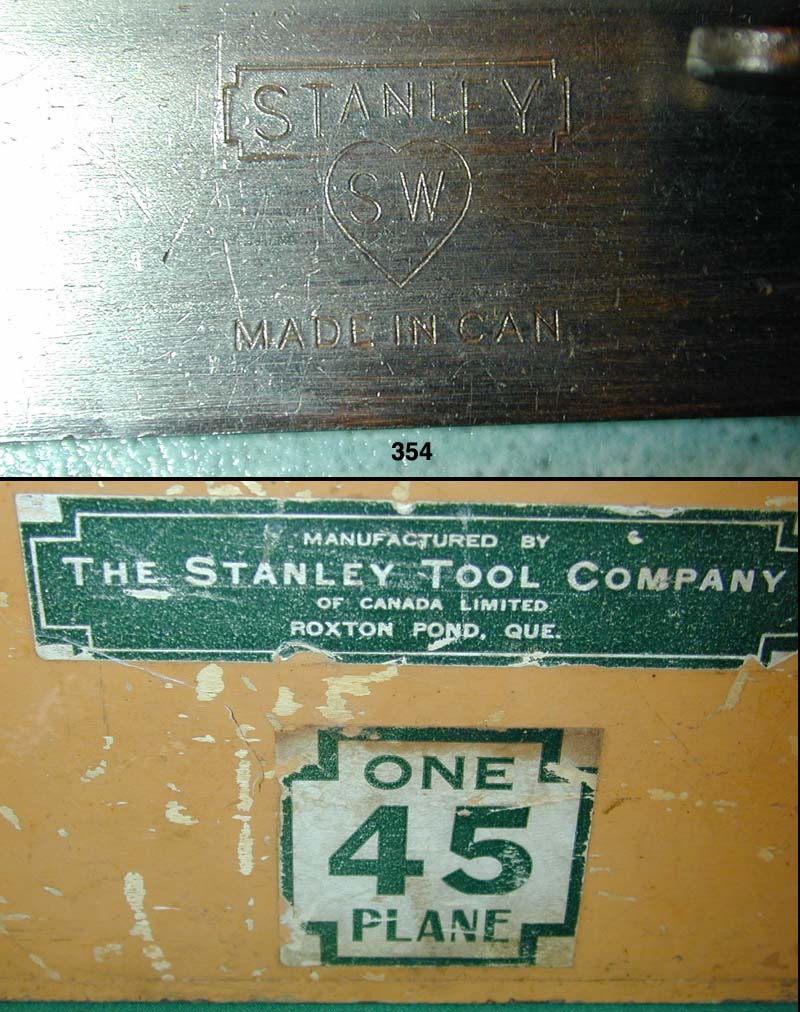 STANLEY
SW
MADE IN CAN
354
MANUFACTURED BY
THE STANLEY TOOL COMPANY
OF CANADA LIMITED
ROXTON POND, QUE.
ONE
45
PLANE